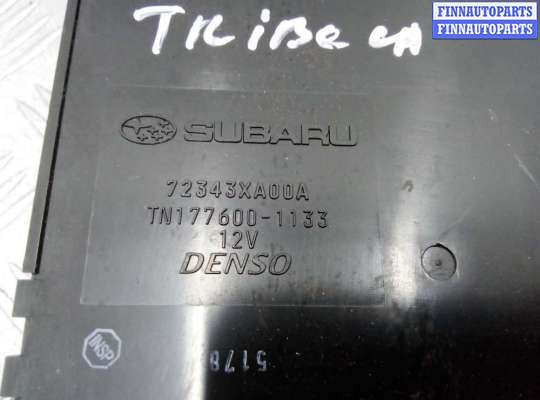 FINNAUTOPARTS
FINNAUTOPARTS
TRiBeCA
SUBARU
72343XA00A
TN177600-1133
12V
DENSO
INSP
5178